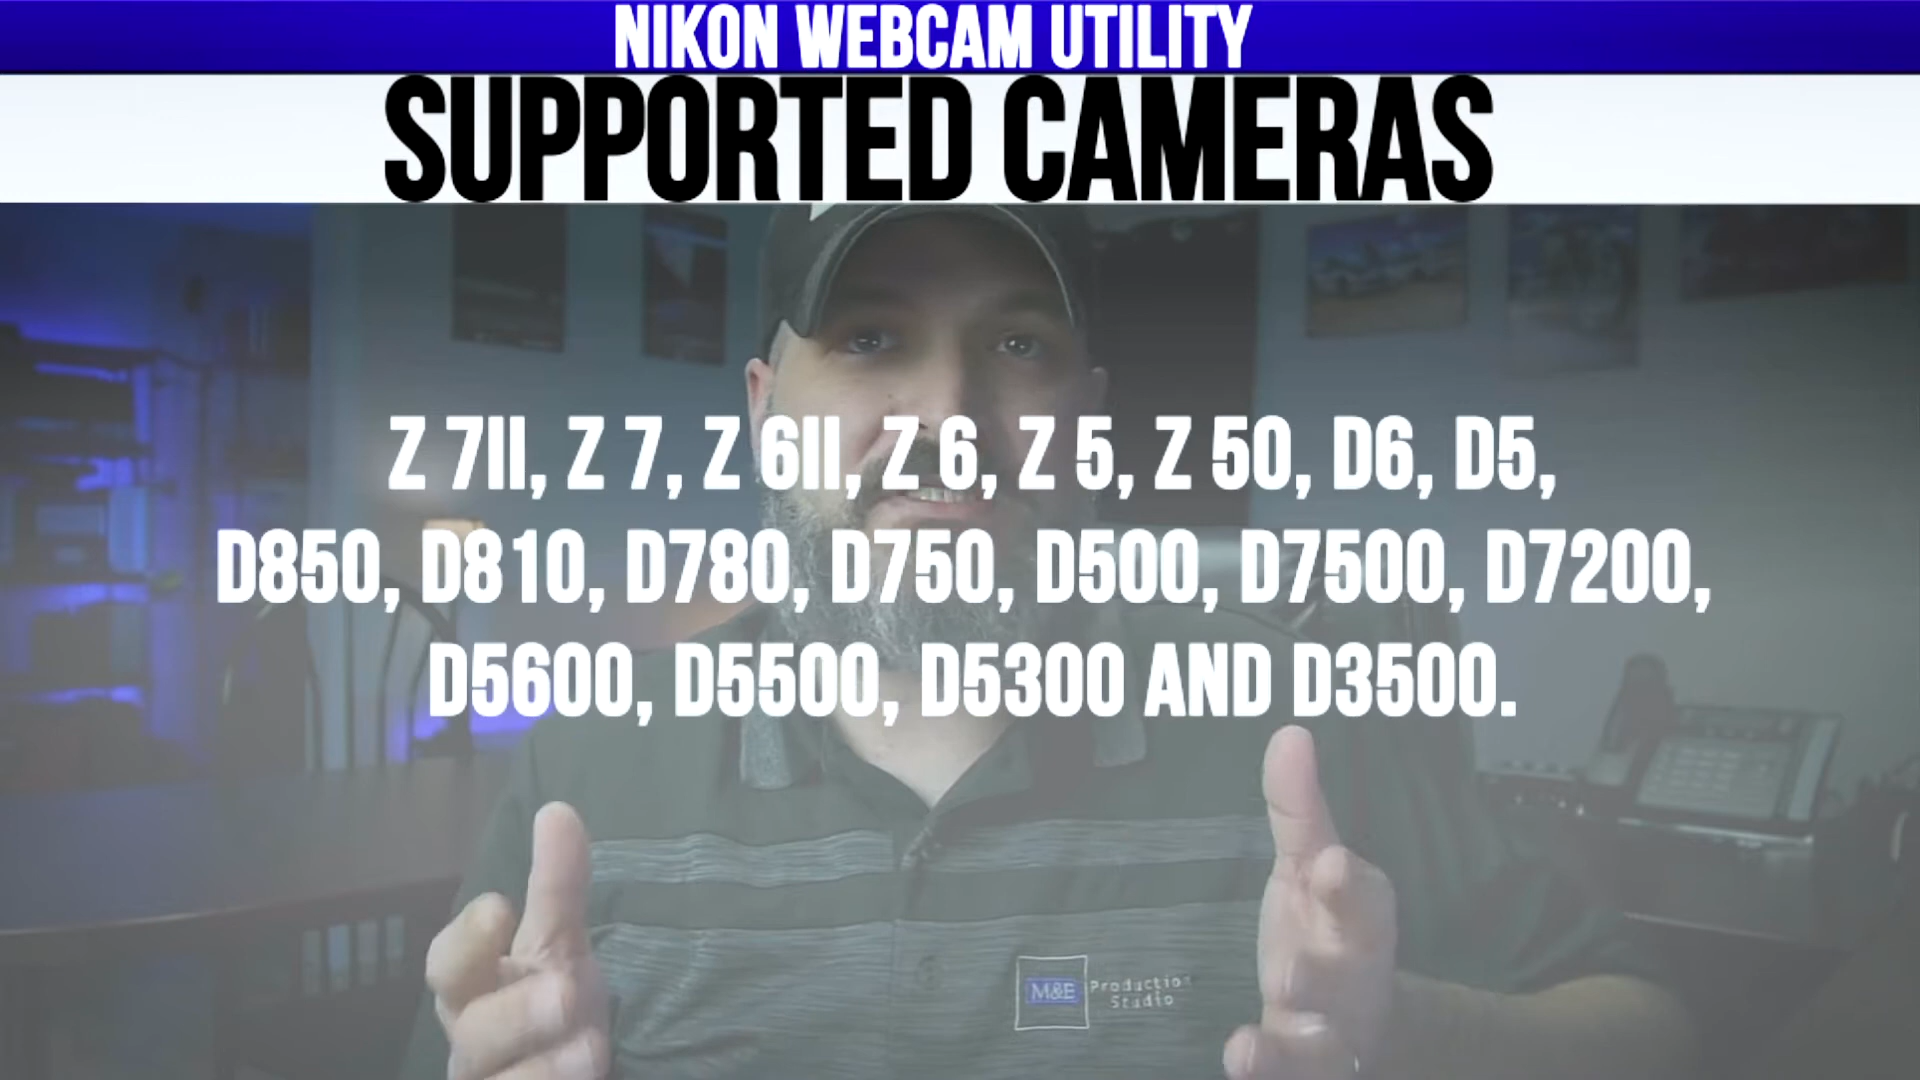 NIKON WEBCAM UTILITY
SUPPORTED CAMERAS
Z 7II, Z 7, Z 6II, Z 6, Z 5, Z 50, D6, D5,
D850, D810, D780, D750, D500, D7500, D7200,
D5600, D5500, D5300 AND D3500.
M&E Production
Studio